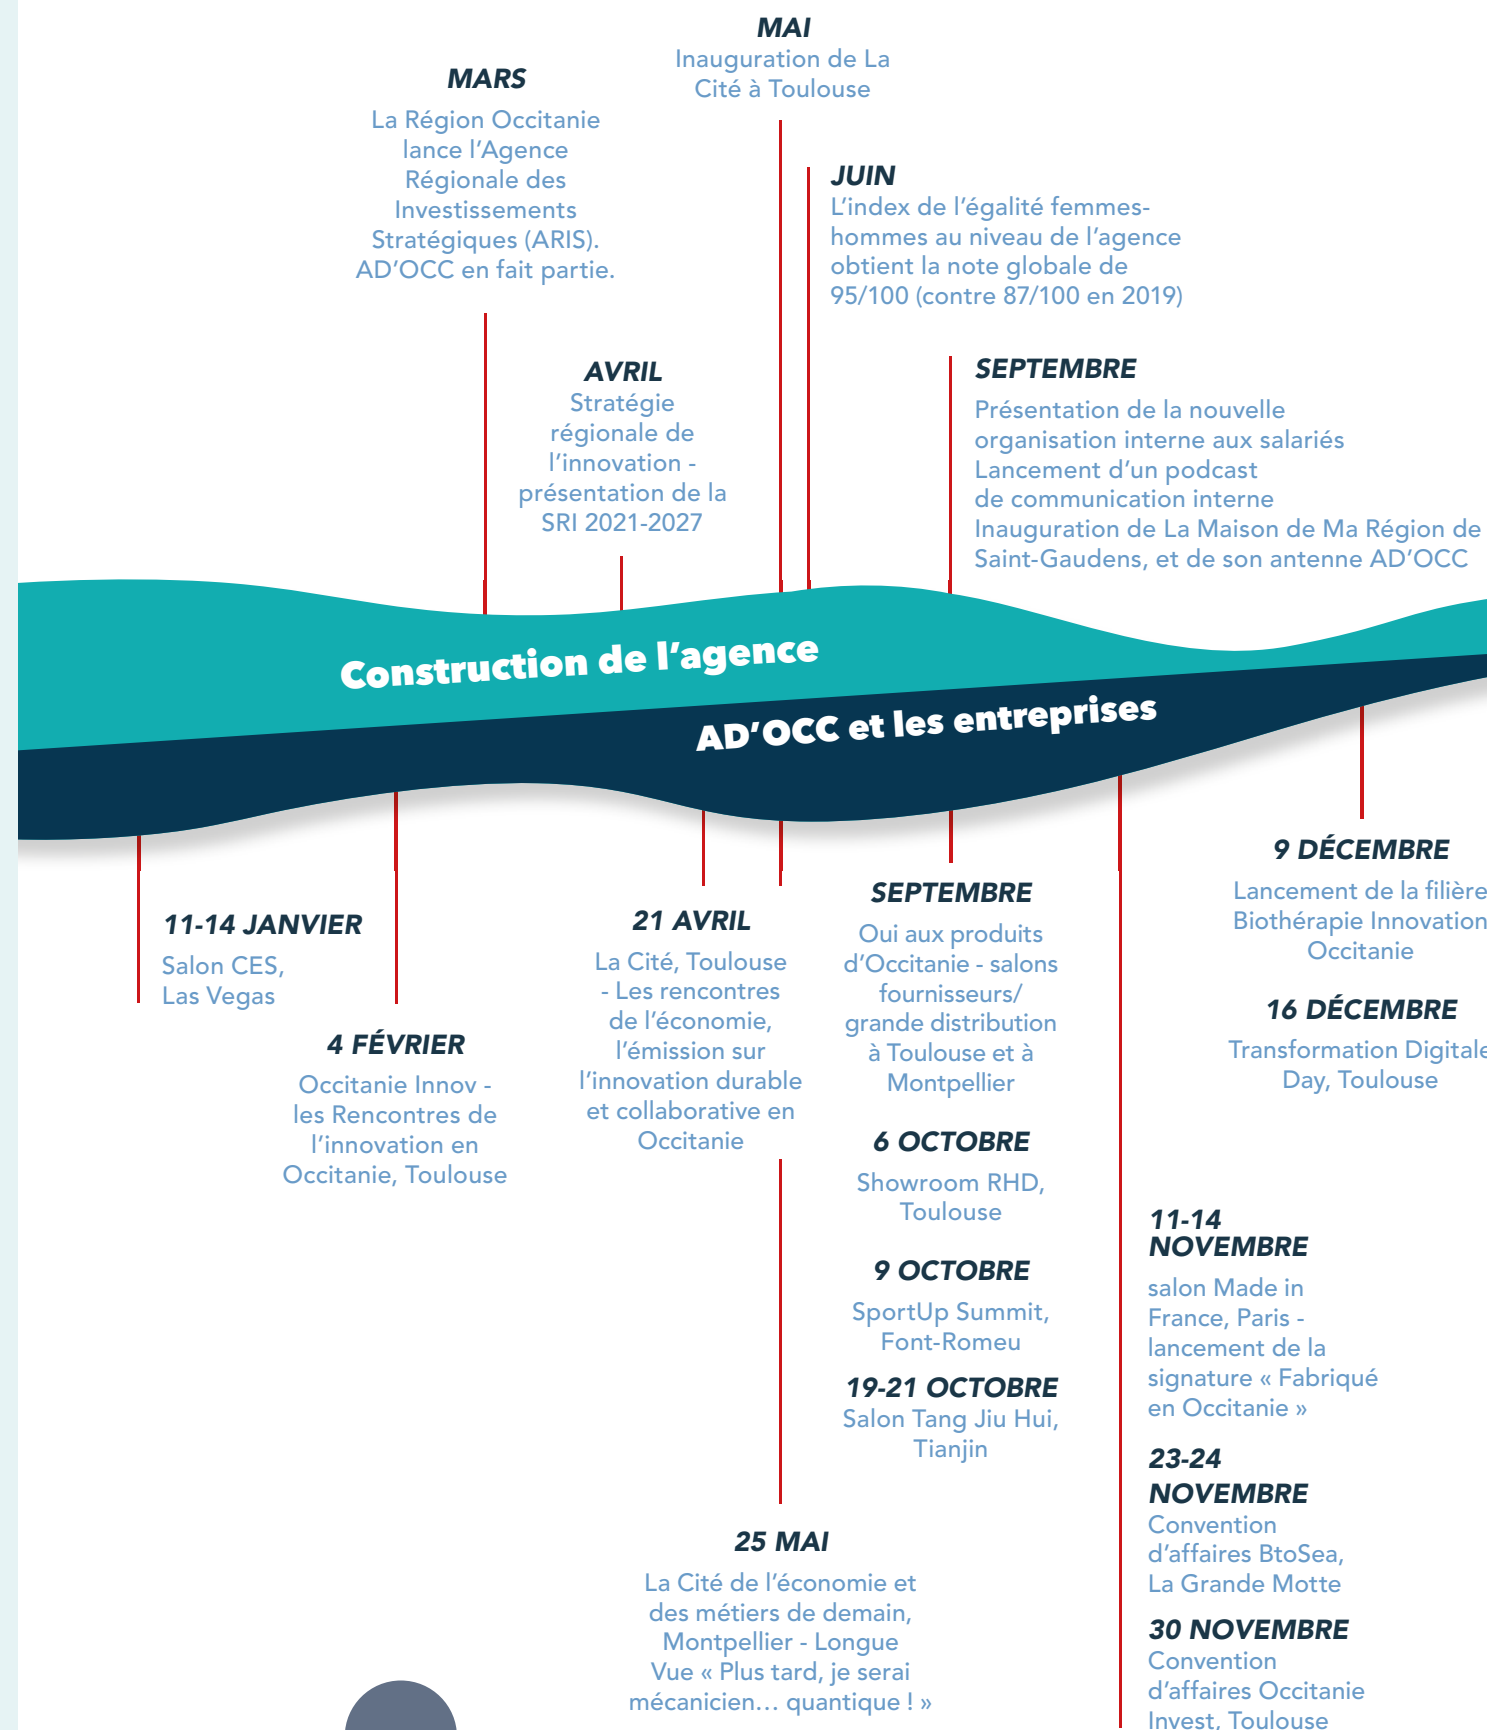 MAI
Inauguration de La
Cité à Toulouse
MARS
La Région Occitanie
lance l’Agence
Régionale des
Investissements
Stratégiques (ARIS).
AD’OCC en fait partie.
JUIN
L’index de l’égalité femmes-
hommes au niveau de l’agence
obtient la note globale de
95/100 (contre 87/100 en 2019)
AVRIL
Stratégie
régionale de
l’innovation -
présentation de la
SRI 2021-2027
SEPTEMBRE
Présentation de la nouvelle
organisation interne aux salariés
Lancement d’un podcast
de communication interne
Inauguration de La Maison de Ma Région de
Saint-Gaudens, et de son antenne AD’OCC
Construction de l’agence
AD’OCC et les entreprises
11-14 JANVIER
Salon CES,
Las Vegas
4 FÉVRIER
Occitanie Innov -
les Rencontres de
l’innovation en
Occitanie, Toulouse
21 AVRIL
La Cité, Toulouse
- Les rencontres
de l’économie,
l’émission sur
l’innovation durable
et collaborative en
Occitanie
25 MAI
La Cité de l’économie et
des métiers de demain,
Montpellier - Longue
Vue « Plus tard, je serai
mécanicien… quantique ! »
SEPTEMBRE
Oui aux produits
d’Occitanie - salons
fournisseurs/
grande distribution
à Toulouse et à
Montpellier
6 OCTOBRE
Showroom RHD,
Toulouse
9 OCTOBRE
SportUp Summit,
Font-Romeu
19-21 OCTOBRE
Salon Tang Jiu Hui,
Tianjin
11-14
NOVEMBRE
salon Made in
France, Paris -
lancement de la
signature « Fabriqué
en Occitanie »
23-24
NOVEMBRE
Convention
d’affaires BtoSea,
La Grande Motte
30 NOVEMBRE
Convention
d’affaires Occitanie
Invest, Toulouse
9 DÉCEMBRE
Lancement de la filière
Biothérapie Innovation
Occitanie
16 DÉCEMBRE
Transformation Digitale
Day, Toulouse